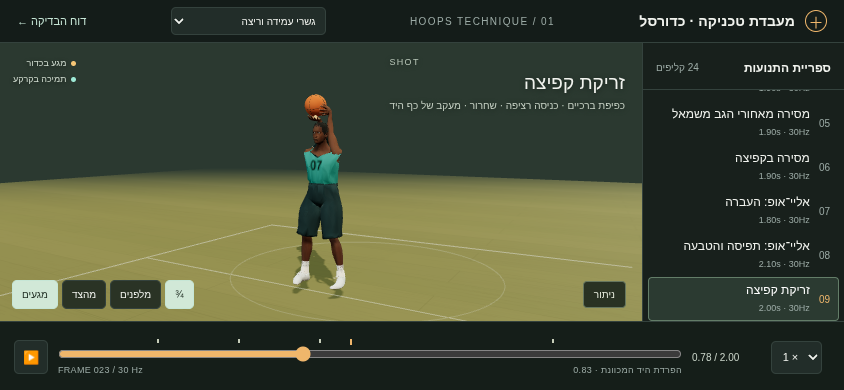 מעבדת טכניקה · כדורסל
HOOPS TECHNIQUE / 01
גשרי עמידה וריצה
דוח הבדיקה ←
ספריית התנועות
24 קליפים
05
מסירה מאחורי הגב משמאל
1.90s · 30Hz
06
מסירה בקפיצה
1.90s · 30Hz
07
אליי־אופ: העברה
1.80s · 30Hz
08
אליי־אופ: תפיסה והטבעה
2.10s · 30Hz
09
זריקת קפיצה
2.00s · 30Hz
SHOT
זריקת קפיצה
כפיפת ברכיים · כניסה רציפה · שחרור · מעקב של כף היד
מגע בכדור
תמיכה בקרקע
07
ניתור
¾
מלפנים
מהצד
מגעים
1 ×
0.78 / 2.00
FRAME 023 / 30 Hz
הפרדת היד המכוונת · 0.83